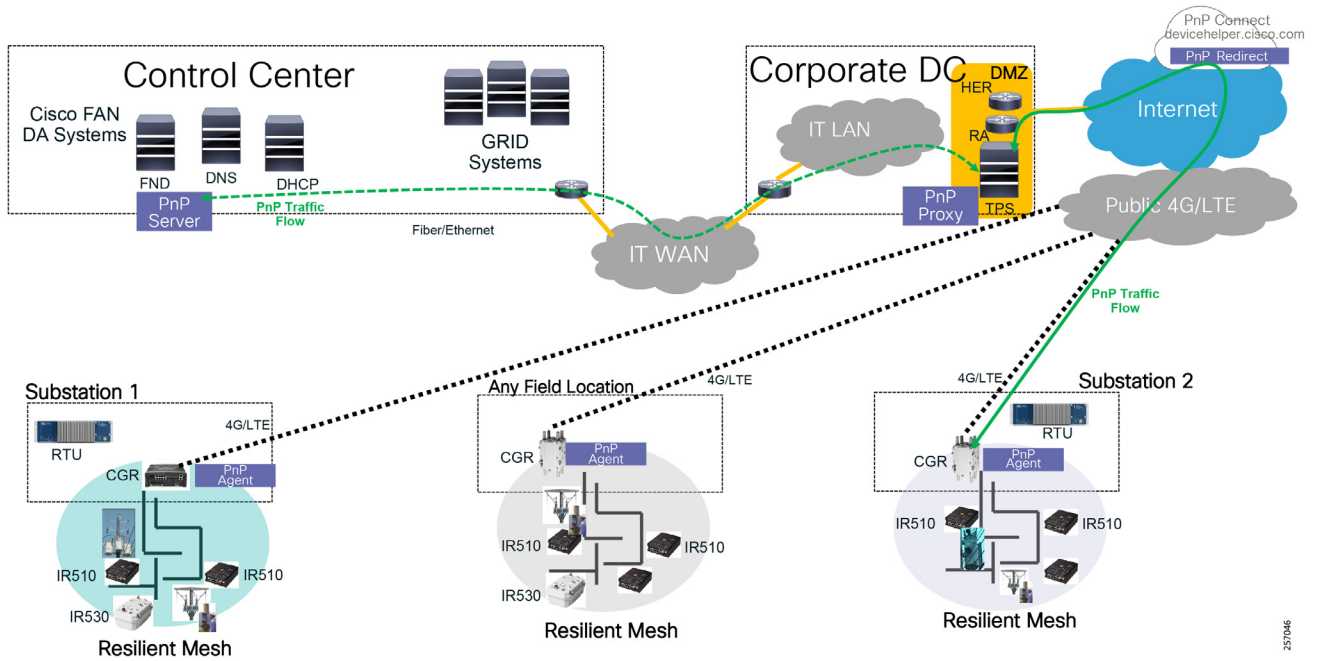 PnP Connect
devicehelper.cisco.com
PnP Redirect
Control Center
Corporate DC
DMZ
HER
Cisco FAN
DA Systems
GRID
Systems
IT LAN
RA
Internet
FND
DNS
DHCP
PnP
Server
PnP Traffic
Flow
Fiber/Ethernet
IT WAN
PnP
Proxy
TPS
Public 4G/LTE
PnP Traffic
Flow
Substation 1
4G/LTE
RTU
CGR
PnP
Agent
IR510
IR510
IR530
Resilient Mesh
Any Field Location
4G/LTE
CGR
PnP
Agent
IR510
IR510
IR530
Resilient Mesh
4G/LTE
Substation 2
RTU
CGR
PnP
Agent
IR510
IR510
Resilient Mesh
257046